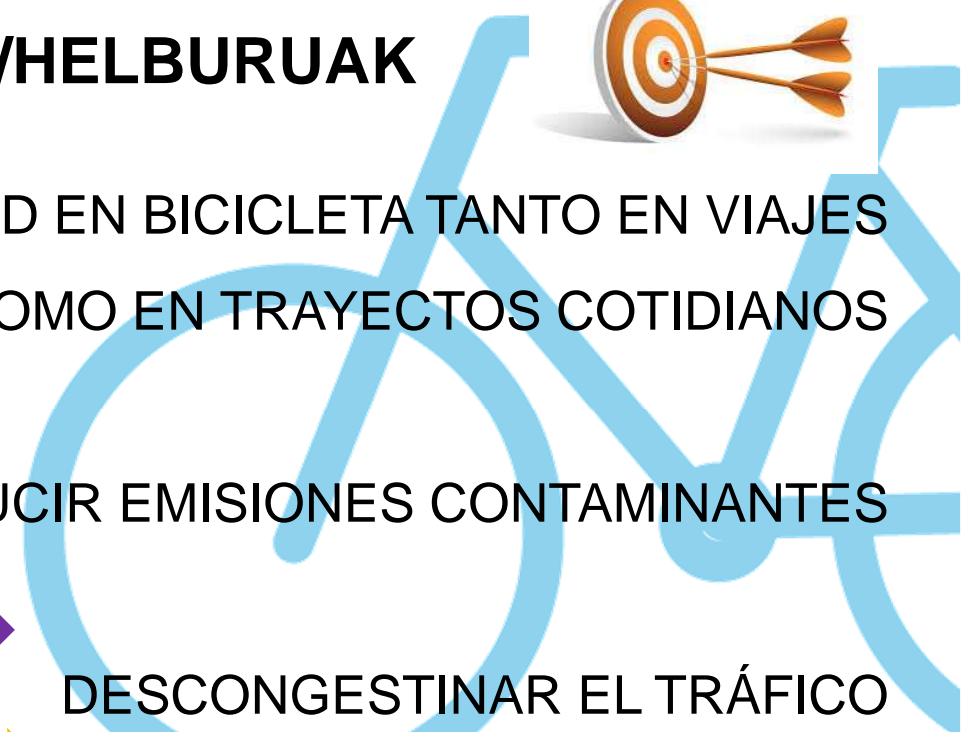 /HELBURUAK
D EN BICICLETA TANTO EN VIAJES
OMO EN TRAYECTOS COTIDIANOS
UCIR EMISIONES CONTAMINANTES
DESCONGESTINAR EL TRÁFICO